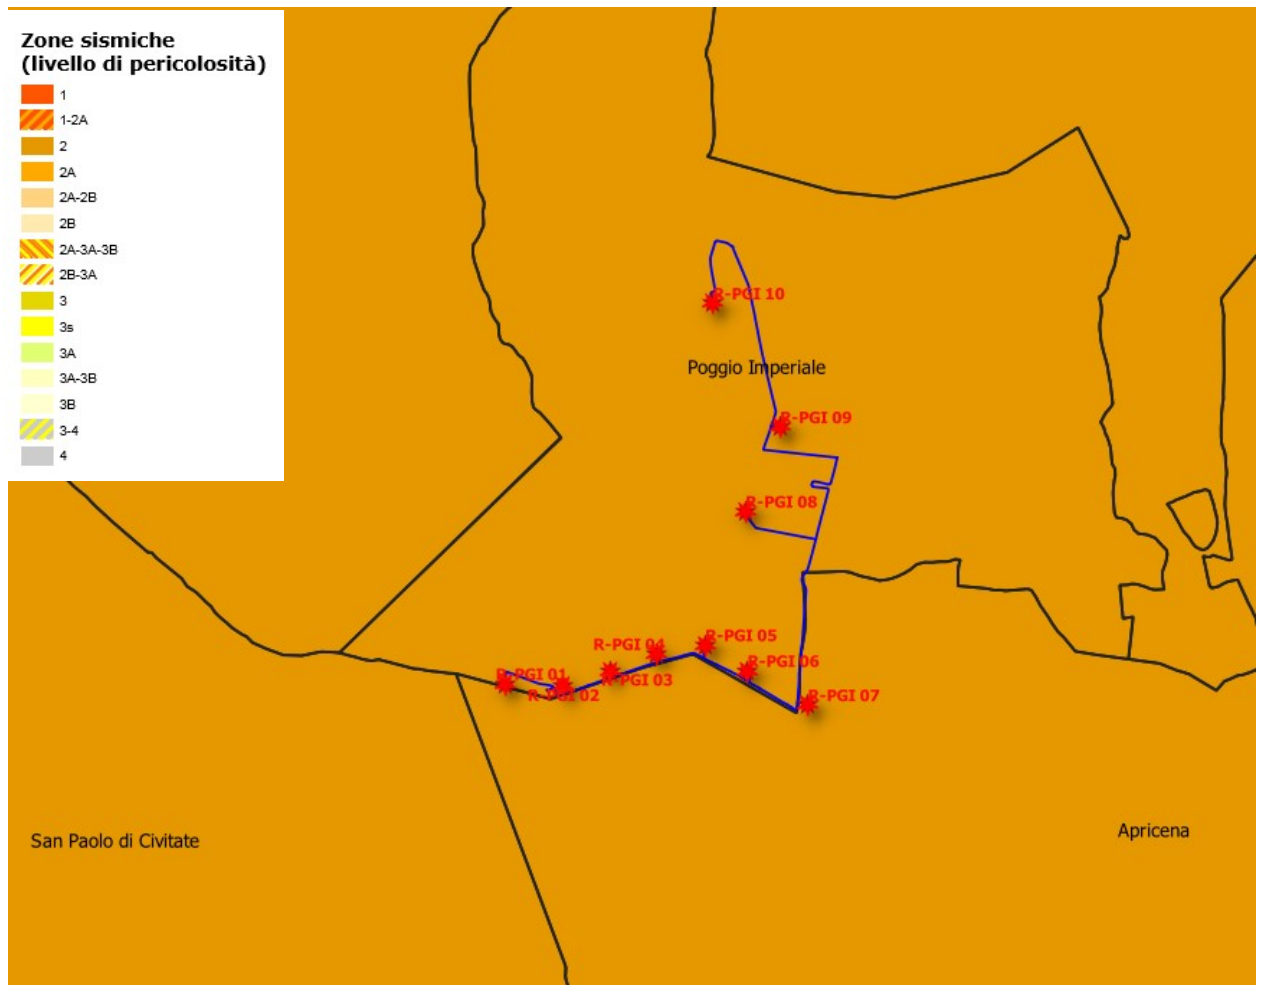 Zone sismiche
(livello di pericolosità)
1
1-2A
2
2A
2A-2B
2B
2A-3A-3B
2B-3A
3
3s
3A
3A-3B
3B
3-4
4
R-PGI 10
Poggio Imperiale
R-PGI 09
R-PGI 08
R-PGI 05
R-PGI 04
R-PGI 06
R-PGI 01
R-PGI 03
R-PGI 02
R-PGI 07
San Paolo di Civitate
Apricena